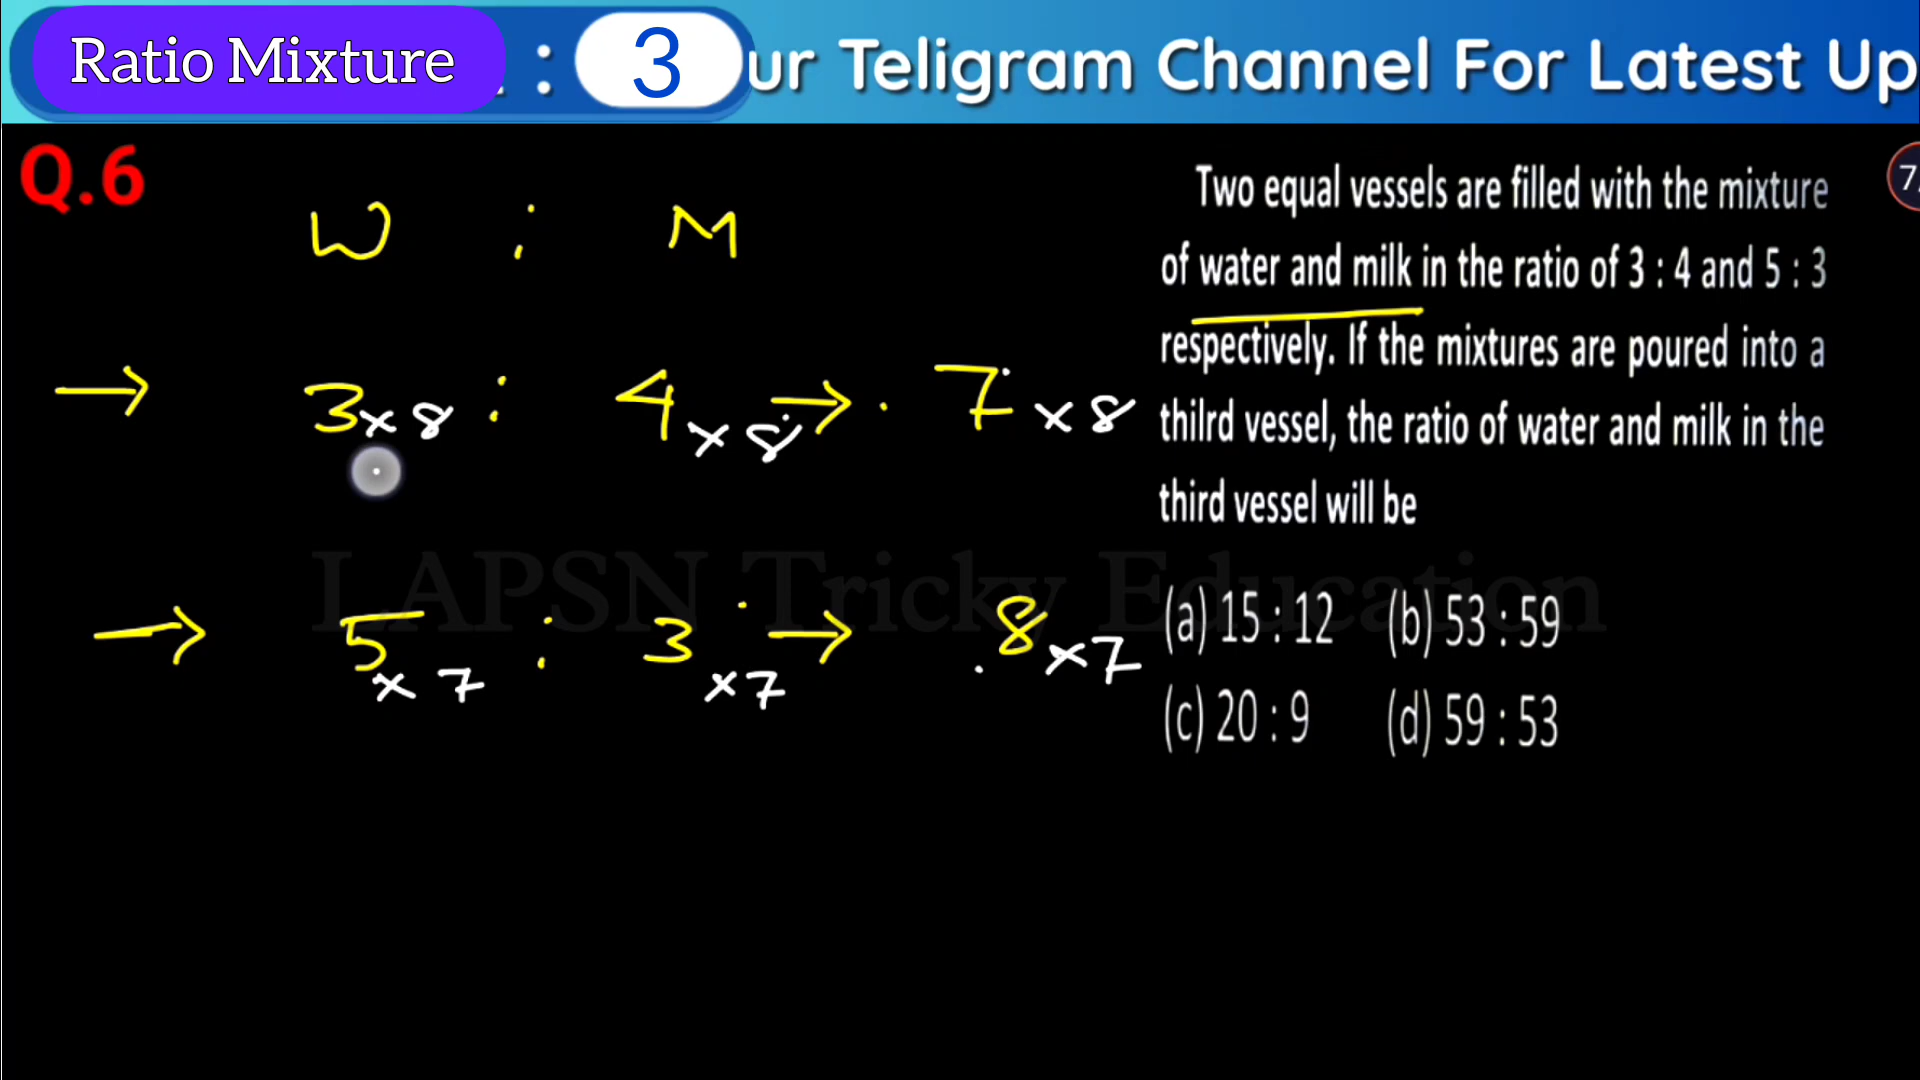 Ratio Mixture : 3 ur Teligram Channel For Latest Up
Q.6
W : M
3 x 8 : 4 x 8 → 7 x 8
5 x 7 : 3 x 7 → 8 x 7
Two equal vessels are filled with the mixture
of water and milk in the ratio of 3 : 4 and 5 : 3
respectively. If the mixtures are poured into a
thilrd vessel, the ratio of water and milk in the
third vessel will be
(a) 15 : 12 (b) 53 : 59
(c) 20 : 9 (d) 59 : 53
7
LAPSN Tricky Education